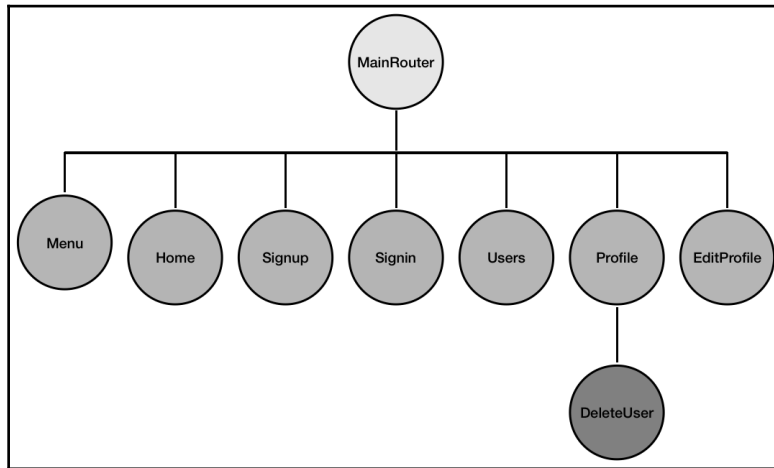 MainRouter
Menu
Home
Signup
Signin
Users
Profile
EditProfile
DeleteUser